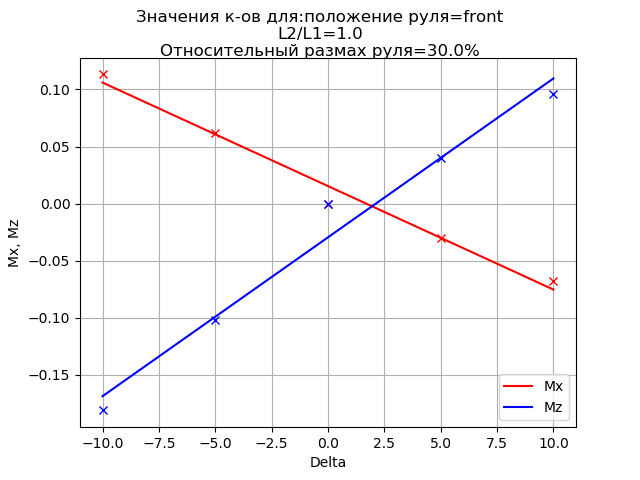 Значения к-ов для:положение руля=front
L2/L1=1.0
Относительный размах руля=30.0%
0.10
0.05
0.00
−0.05
−0.10
−0.15
Mx, Mz
−10.0 −7.5 −5.0 −2.5 0.0 2.5 5.0 7.5 10.0
Delta
Mx
Mz